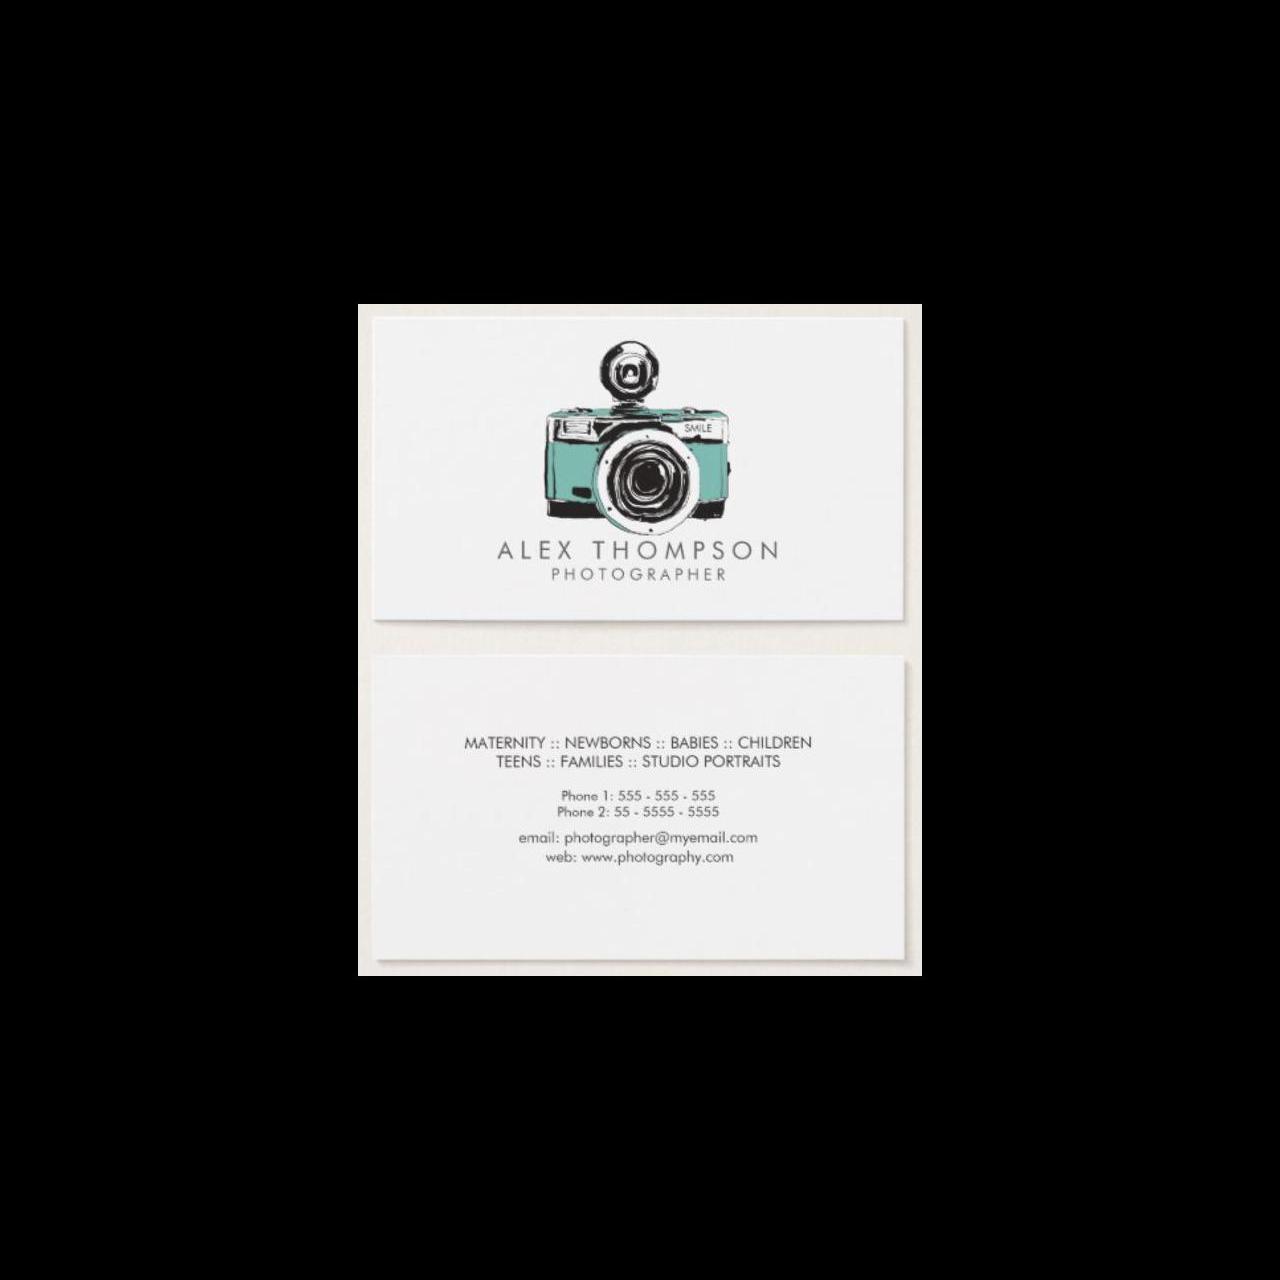 SMILE
ALEX THOMPSON
PHOTOGRAPHER
MATERNITY :: NEWBORNS :: BABIES :: CHILDREN
TEENS :: FAMILIES :: STUDIO PORTRAITS
Phone 1: 555 - 555 - 555
Phone 2: 55 - 5555 - 5555
email: photographer@myemail.com
web: www.photography.com